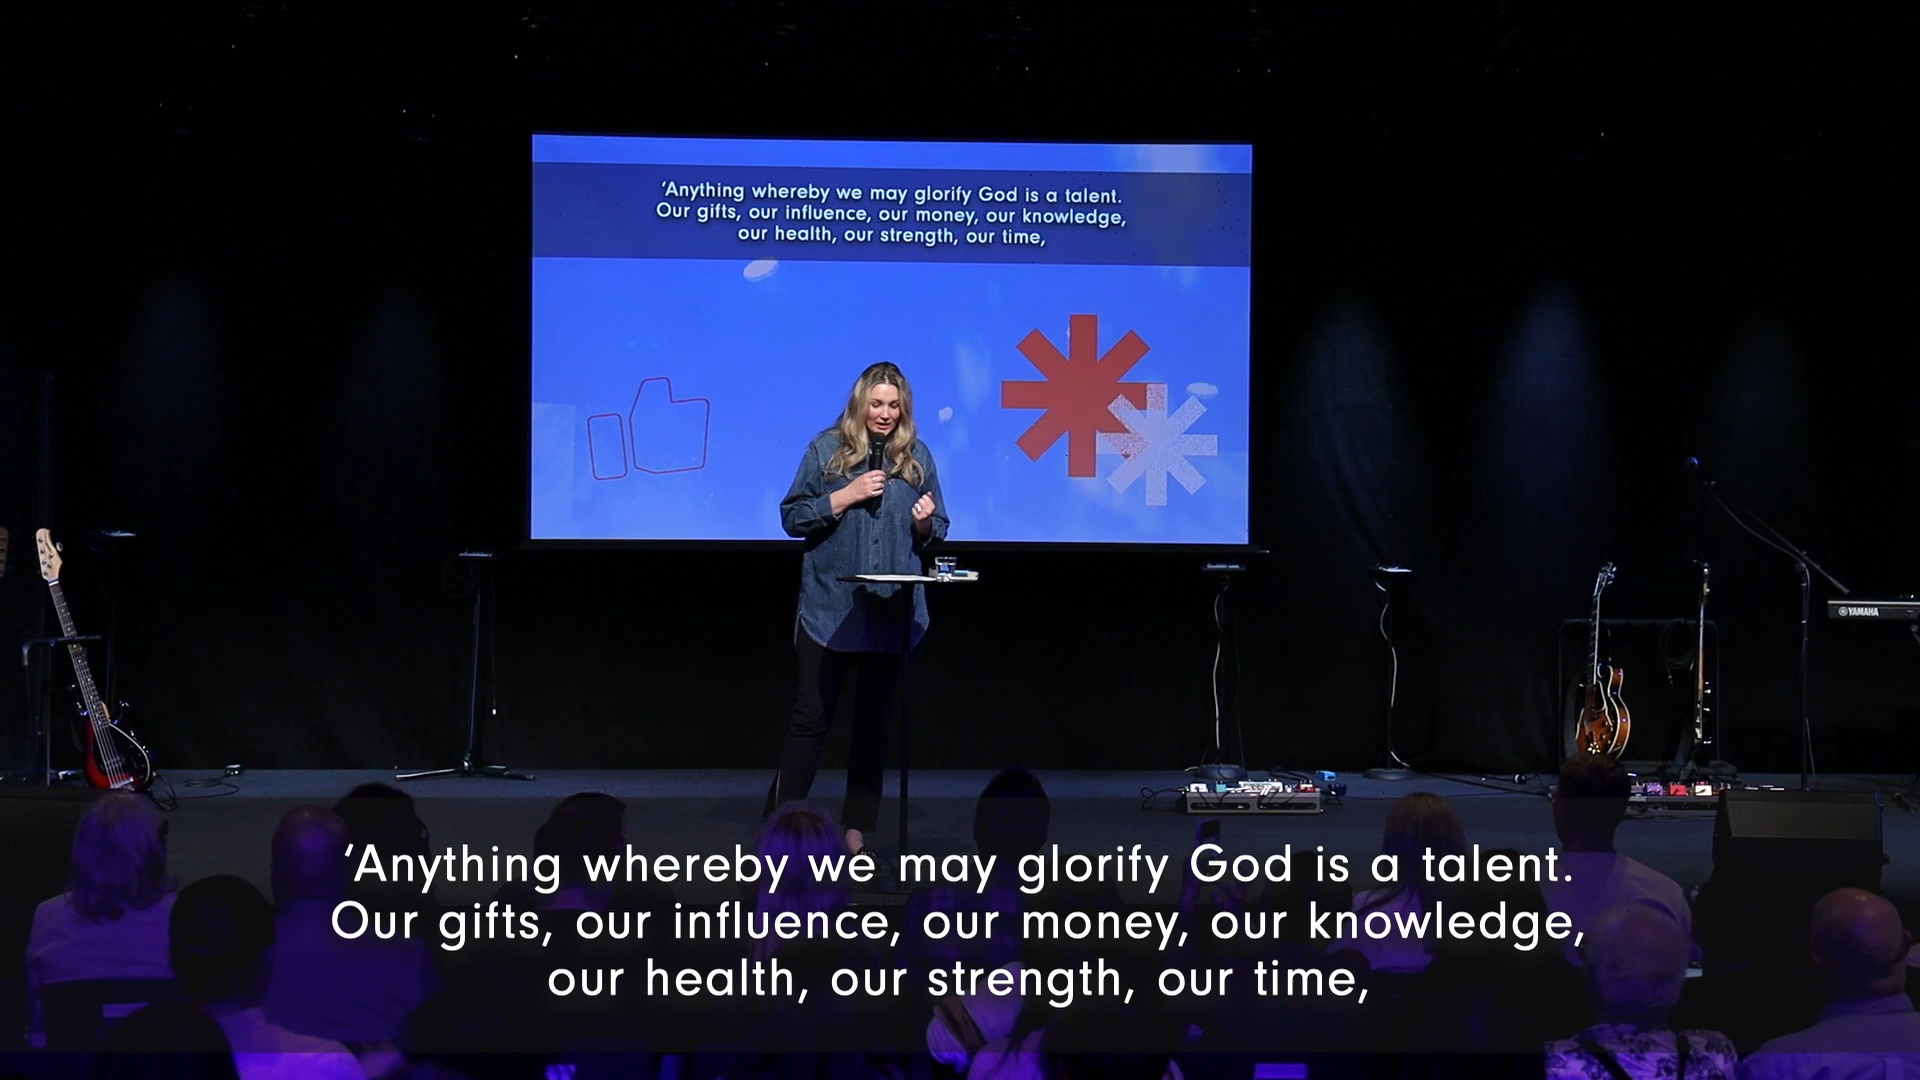 ‘Anything whereby we may glorify God is a talent.
Our gifts, our influence, our money, our knowledge,
our health, our strength, our time,
YAMAHA
‘Anything whereby we may glorify God is a talent.
Our gifts, our influence, our money, our knowledge,
our health, our strength, our time,